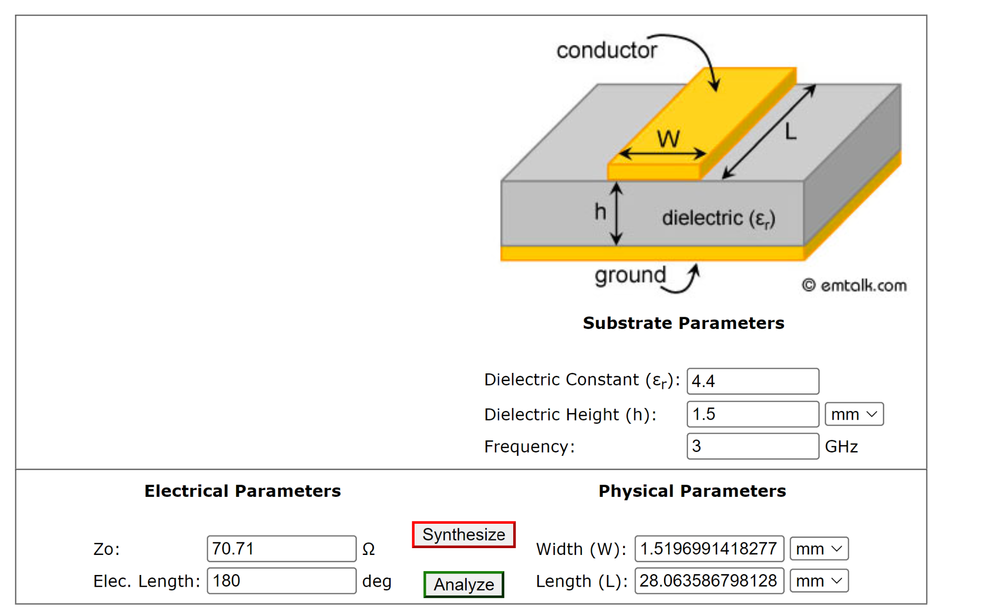 conductor
W
L
h
dielectric (εr)
ground
© emtalk.com
Substrate Parameters
Dielectric Constant (εr): 4.4
Dielectric Height (h): 1.5 mm
Frequency: 3 GHz
Electrical Parameters
Physical Parameters
Synthesize
Zo: 70.71 Ω
Width (W): 1.5196991418277 mm
Elec. Length: 180 deg
Analyze
Length (L): 28.063586798128 mm